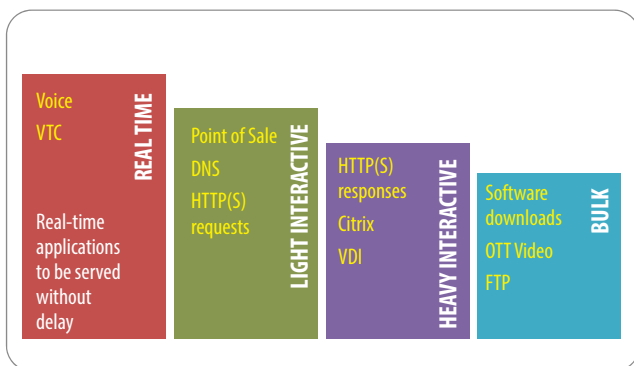 Voice
VTC
REAL TIME
Real-time
applications
to be served
without
delay
Point of Sale
DNS
HTTP(S)
requests
LIGHT INTERACTIVE
HTTP(S)
responses
Citrix
VDI
HEAVY INTERACTIVE
Software
downloads
OTT Video
FTP
BULK